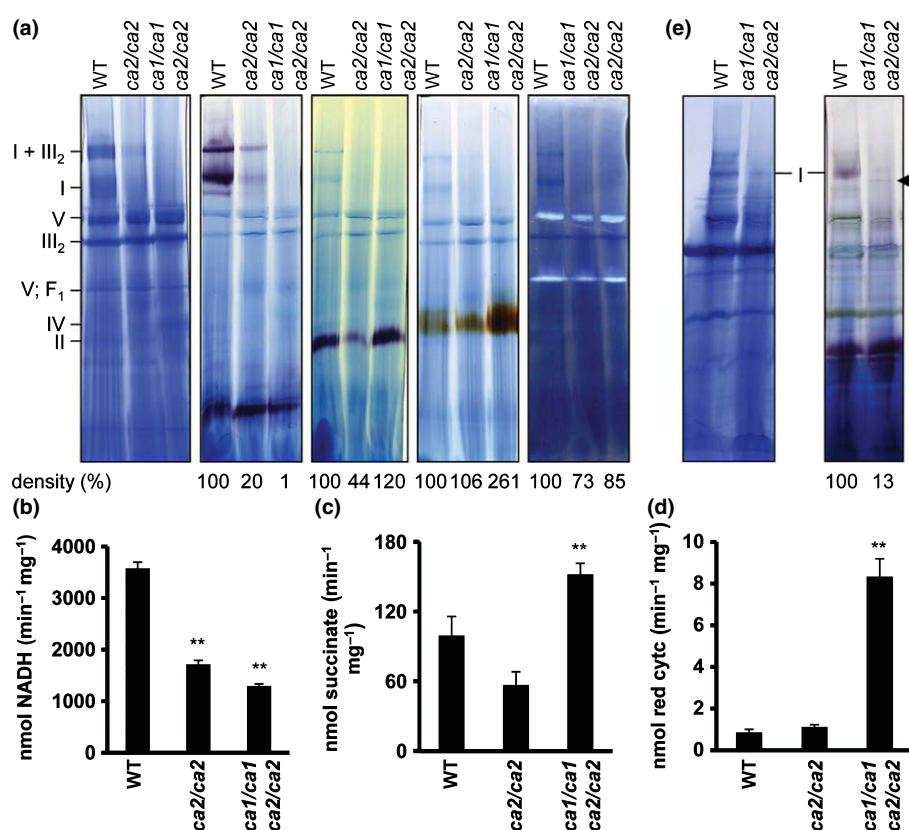 (a)
WT
ca2/ca2
ca1/ca1
ca2/ca2
WT
ca2/ca2
ca1/ca1
ca2/ca2
WT
ca2/ca2
ca1/ca1
ca2/ca2
WT
ca2/ca2
ca1/ca1
ca2/ca2
WT
ca1/ca1
ca2/ca2
ca2/ca2
I + III₂
I
V
III₂
V; F₁
IV
II
density (%)
100 20 1
100 44 120
100 106 261
100 73 85
(e)
WT
ca1/ca1
ca2/ca2
WT
ca1/ca1
ca2/ca2
I
100 13
(b)
nmol NADH (min⁻¹ mg⁻¹)
4000
3000
2000
1000
0
**
**
WT
ca2/ca2
ca1/ca1
ca2/ca2
(c)
nmol succinate (min⁻¹
mg⁻¹)
180
120
60
0
**
WT
ca2/ca2
ca1/ca1
ca2/ca2
(d)
nmol red cytc (min⁻¹ mg⁻¹)
10
8
6
4
2
0
**
WT
ca2/ca2
ca1/ca1
ca2/ca2